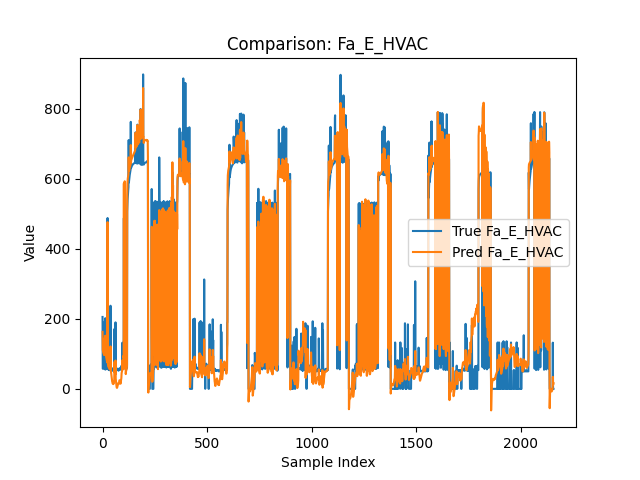 Comparison: Fa_E_HVAC
Value
800
600
400
200
0
True Fa_E_HVAC
Pred Fa_E_HVAC
0
500
1000
1500
2000
Sample Index